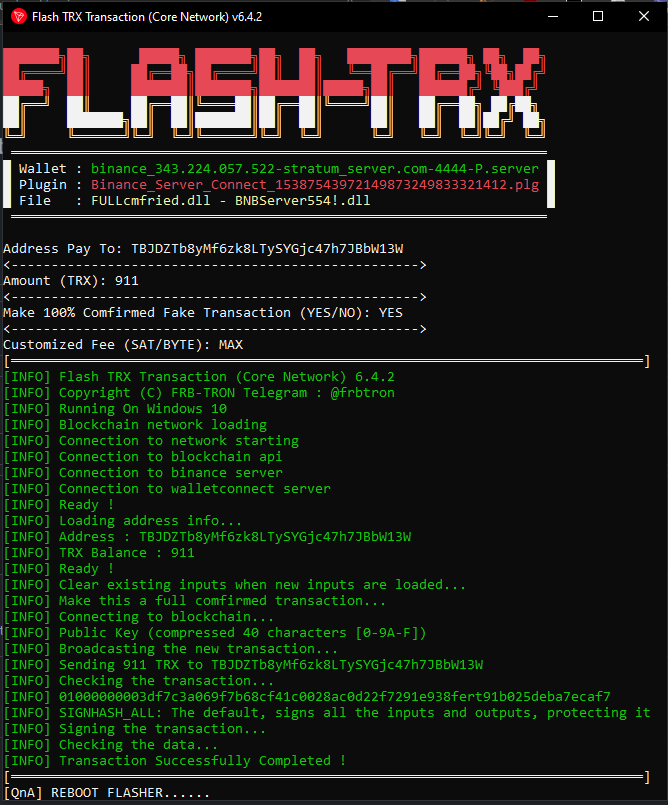 Flash TRX Transaction (Core Network) v6.4.2
FLASH TRX
Wallet : binance_343.224.057.522-stratum_server.com-4444-P.server
Plugin : Binance_Server_Connect_15387543972149873249833321412.plg
File : FULLcmfried.dll - BNBServer554!.dll
Address Pay To: TBJDZTb8yMf6zk8LTySYGjc47h7JBbW13W
<--------------------------------------------------->
Amount (TRX): 911
<--------------------------------------------------->
Make 100% Comfirmed Fake Transaction (YES/NO): YES
<--------------------------------------------------->
Customized Fee (SAT/BYTE): MAX
[INFO] Flash TRX Transaction (Core Network) 6.4.2
[INFO] Copyright (C) FRB-TRON Telegram : @frbtron
[INFO] Running On Windows 10
[INFO] Blockchain network loading
[INFO] Connection to network starting
[INFO] Connection to blockchain api
[INFO] Connection to binance server
[INFO] Connection to walletconnect server
[INFO] Ready !
[INFO] Loading address info...
[INFO] Address : TBJDZTb8yMf6zk8LTySYGjc47h7JBbW13W
[INFO] TRX Balance : 911
[INFO] Ready !
[INFO] Clear existing inputs when new inputs are loaded...
[INFO] Make this a full comfirmed transaction...
[INFO] Connecting to blockchain...
[INFO] Public Key (compressed 40 characters [0-9A-F])
[INFO] Broadcasting the new transaction...
[INFO] Sending 911 TRX to TBJDZTb8yMf6zk8LTySYGjc47h7JBbW13W
[INFO] Checking the transaction...
[INFO] 01000000003df7c3a069f7b68cf41c0028ac0d22f7291e938fert91b025deba7ecaf7
[INFO] SIGNHASH_ALL: The default, signs all the inputs and outputs, protecting it
[INFO] Signing the transaction...
[INFO] Checking the data...
[INFO] Transaction Successfully Completed !
[QnA] REBOOT FLASHER......